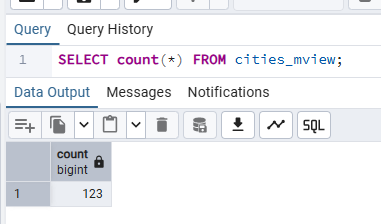 Query Query History
1 SELECT count(*) FROM cities_mview;
Data Output Messages Notifications
SQL
count
bigint
1 123